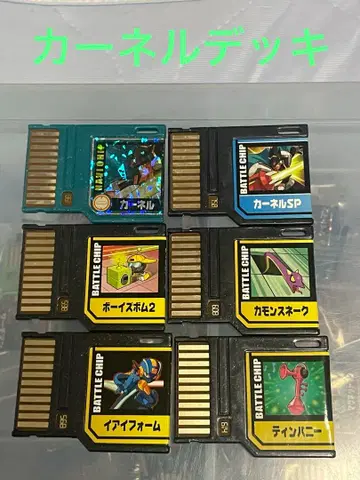 カーネルデッキ
NAVI CHIP
カーネル
BATTLE CHIP
カーネルSP
BATTLE CHIP
ボーイズボム2
BATTLE CHIP
カモンスネーク
BATTLE CHIP
イアイフォーム
BATTLE CHIP
ティンパニー